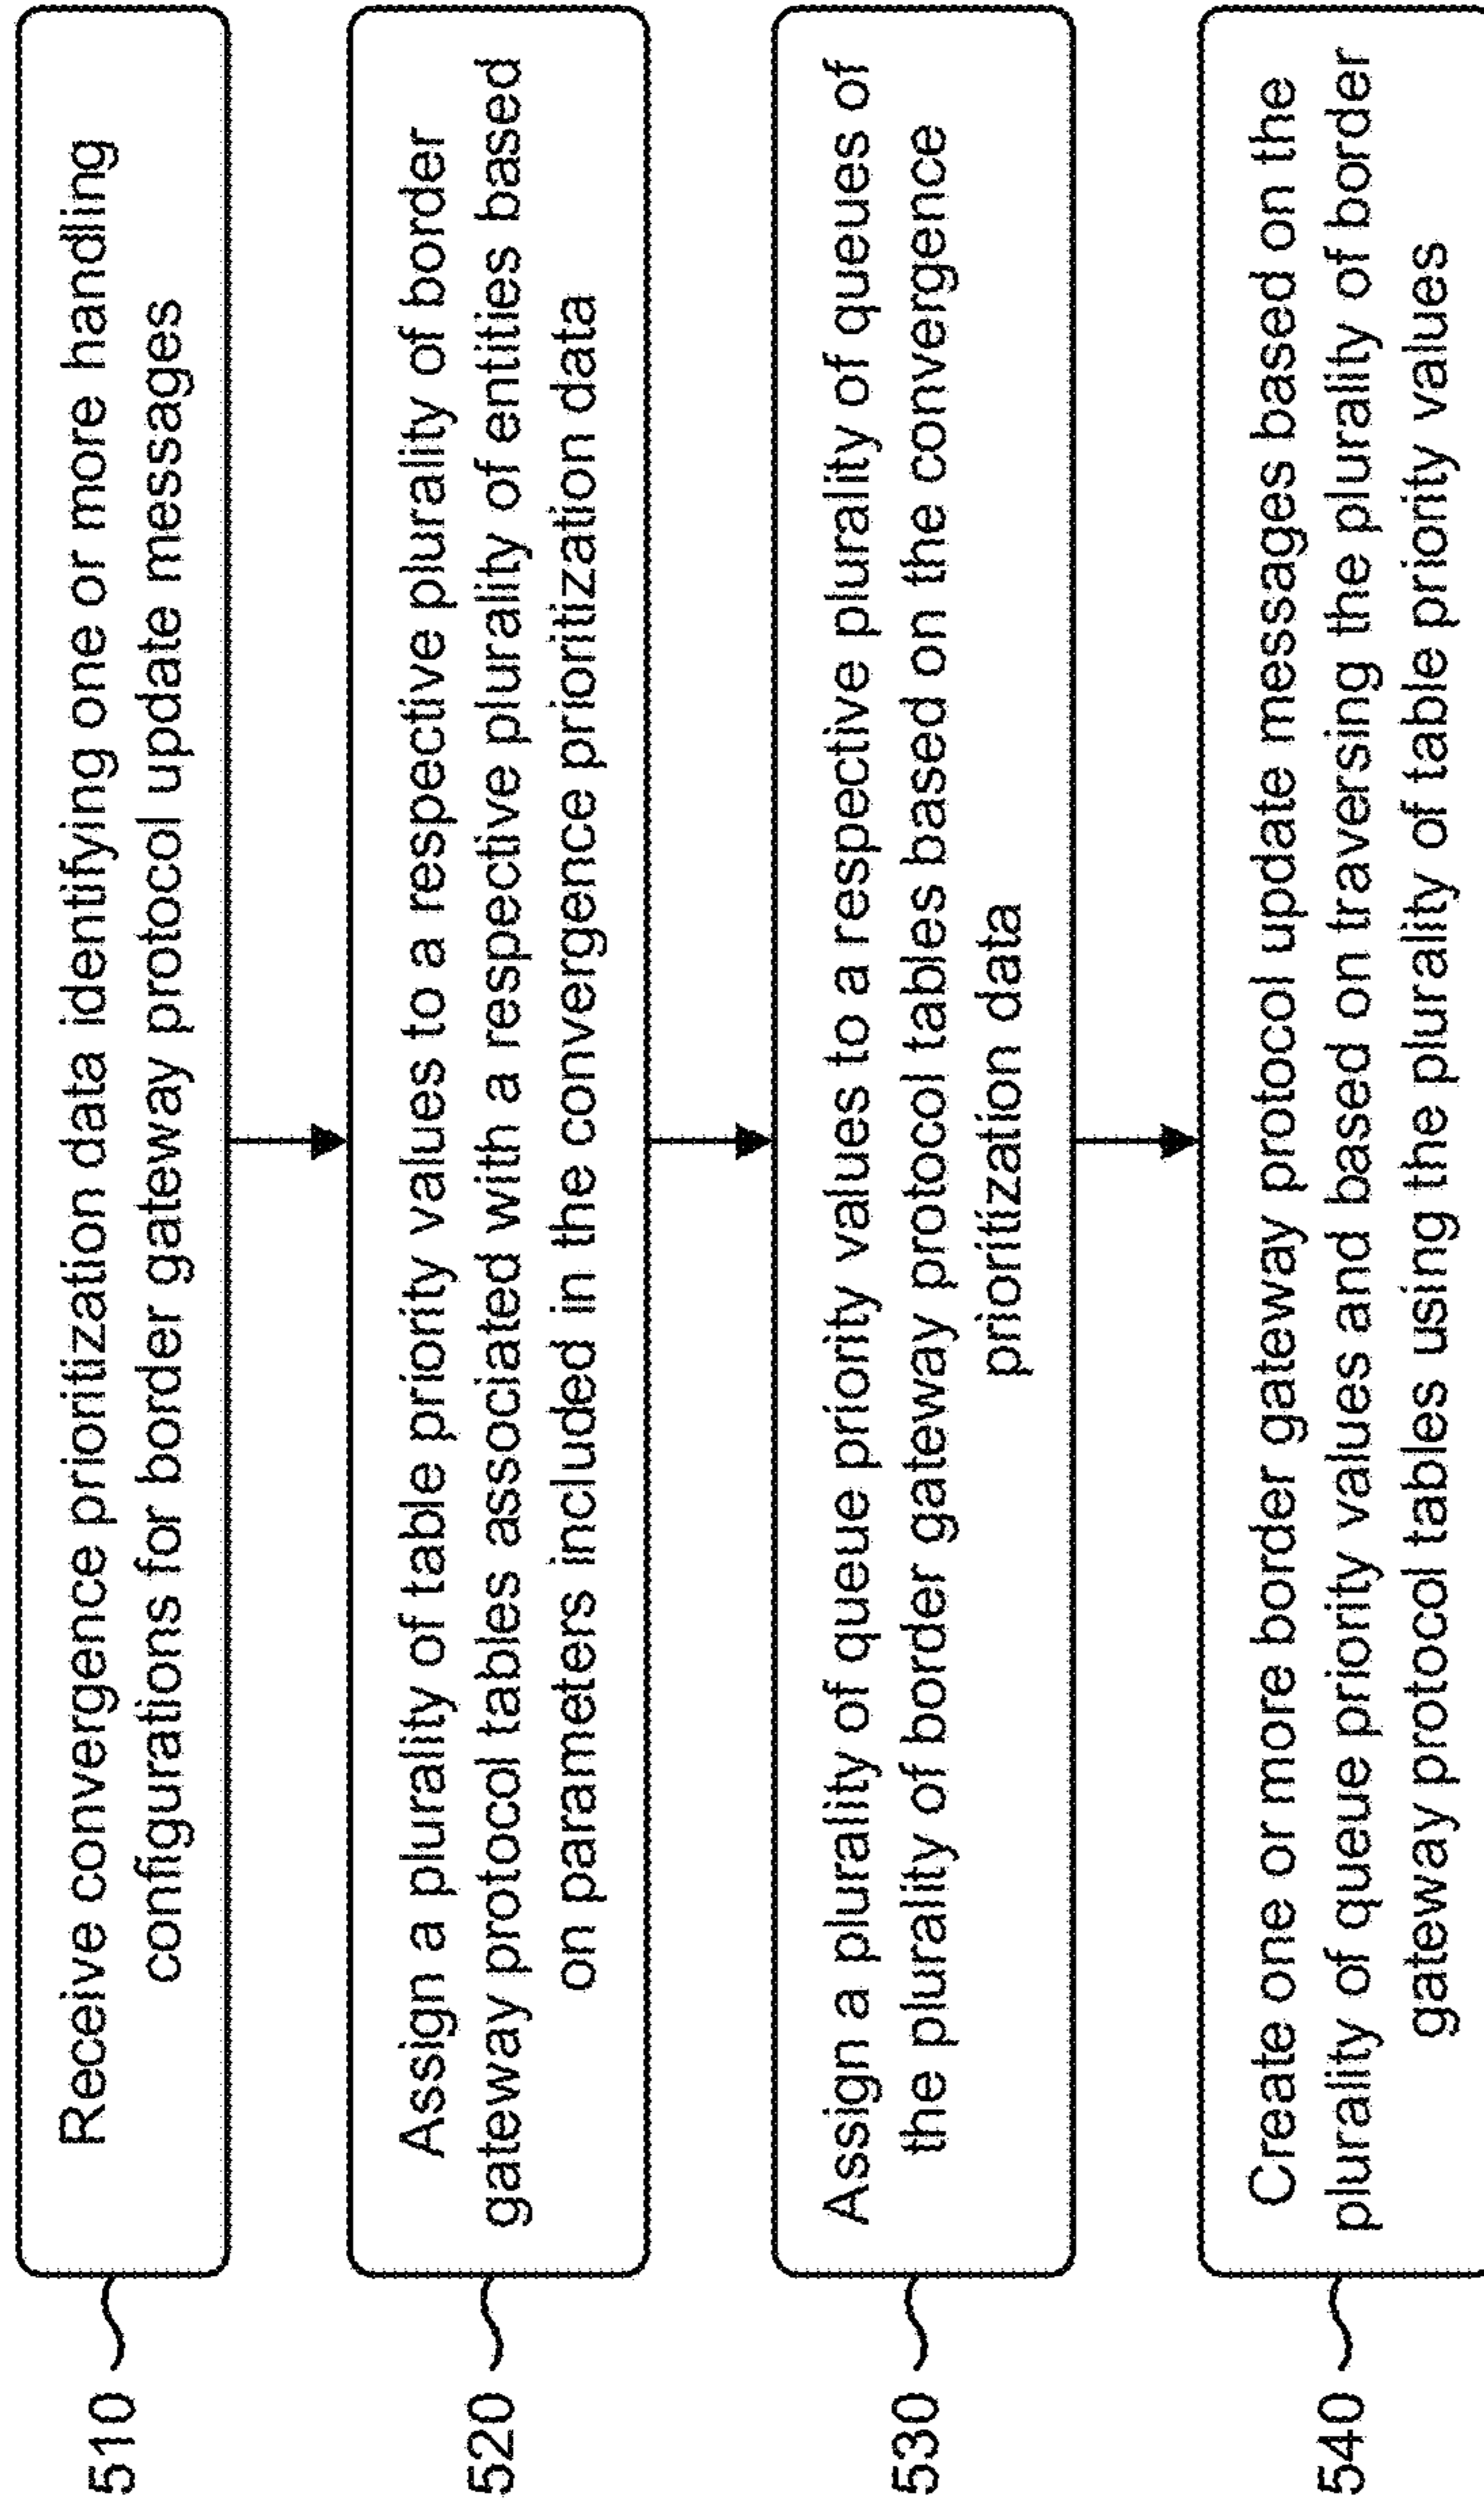 510
Receive convergence prioritization data identifying one or more handling
configurations for border gateway protocol update messages
520
Assign a plurality of table priority values to a respective plurality of border
gateway protocol tables associated with a respective plurality of entities based
on parameters included in the convergence prioritization data
530
Assign a plurality of queue priority values to a respective plurality of queues of
the plurality of border gateway protocol tables based on the convergence
prioritization data
540
Create one or more border gateway protocol update messages based on the
plurality of queue priority values and based on traversing the plurality of border
gateway protocol tables using the plurality of table priority values